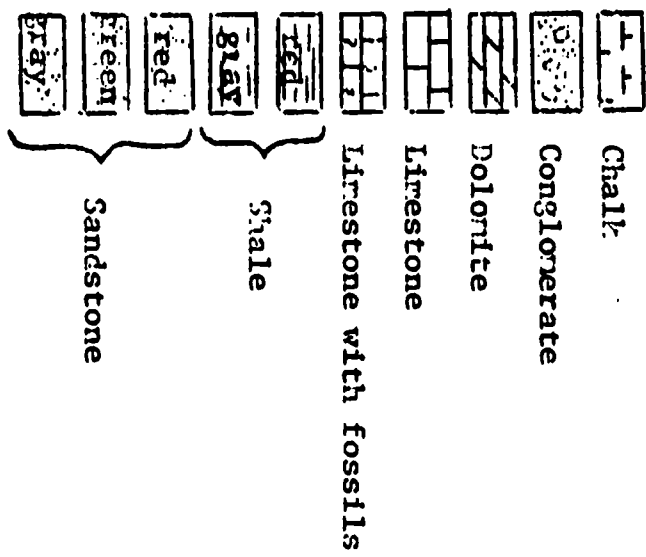 Chalk
Conglomerate
Dolomite
Limestone
Limestone with fossils
red
gray
Shale
red
green
gray
Sandstone